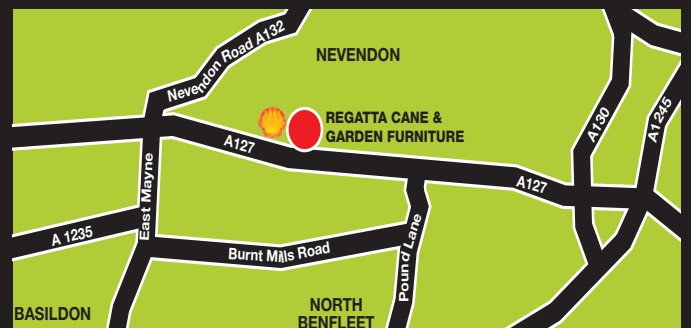 Nevendon Road A132
NEVENDON
REGATTA CANE &
GARDEN FURNITURE
A127
A130
A1245
A127
East Mayne
A 1235
Burnt Mills Road
Pound Lane
BASILDON
NORTH
BENFLEET